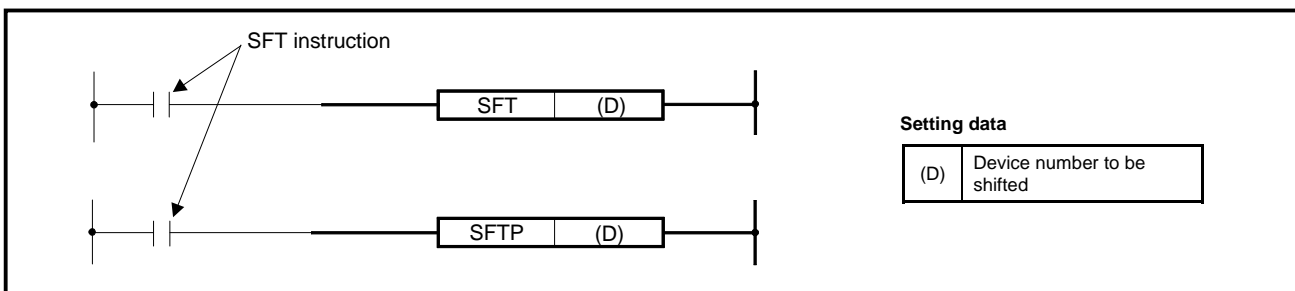 SFT instruction
SFT (D)
Setting data
(D) Device number to be
shifted
SFTP (D)